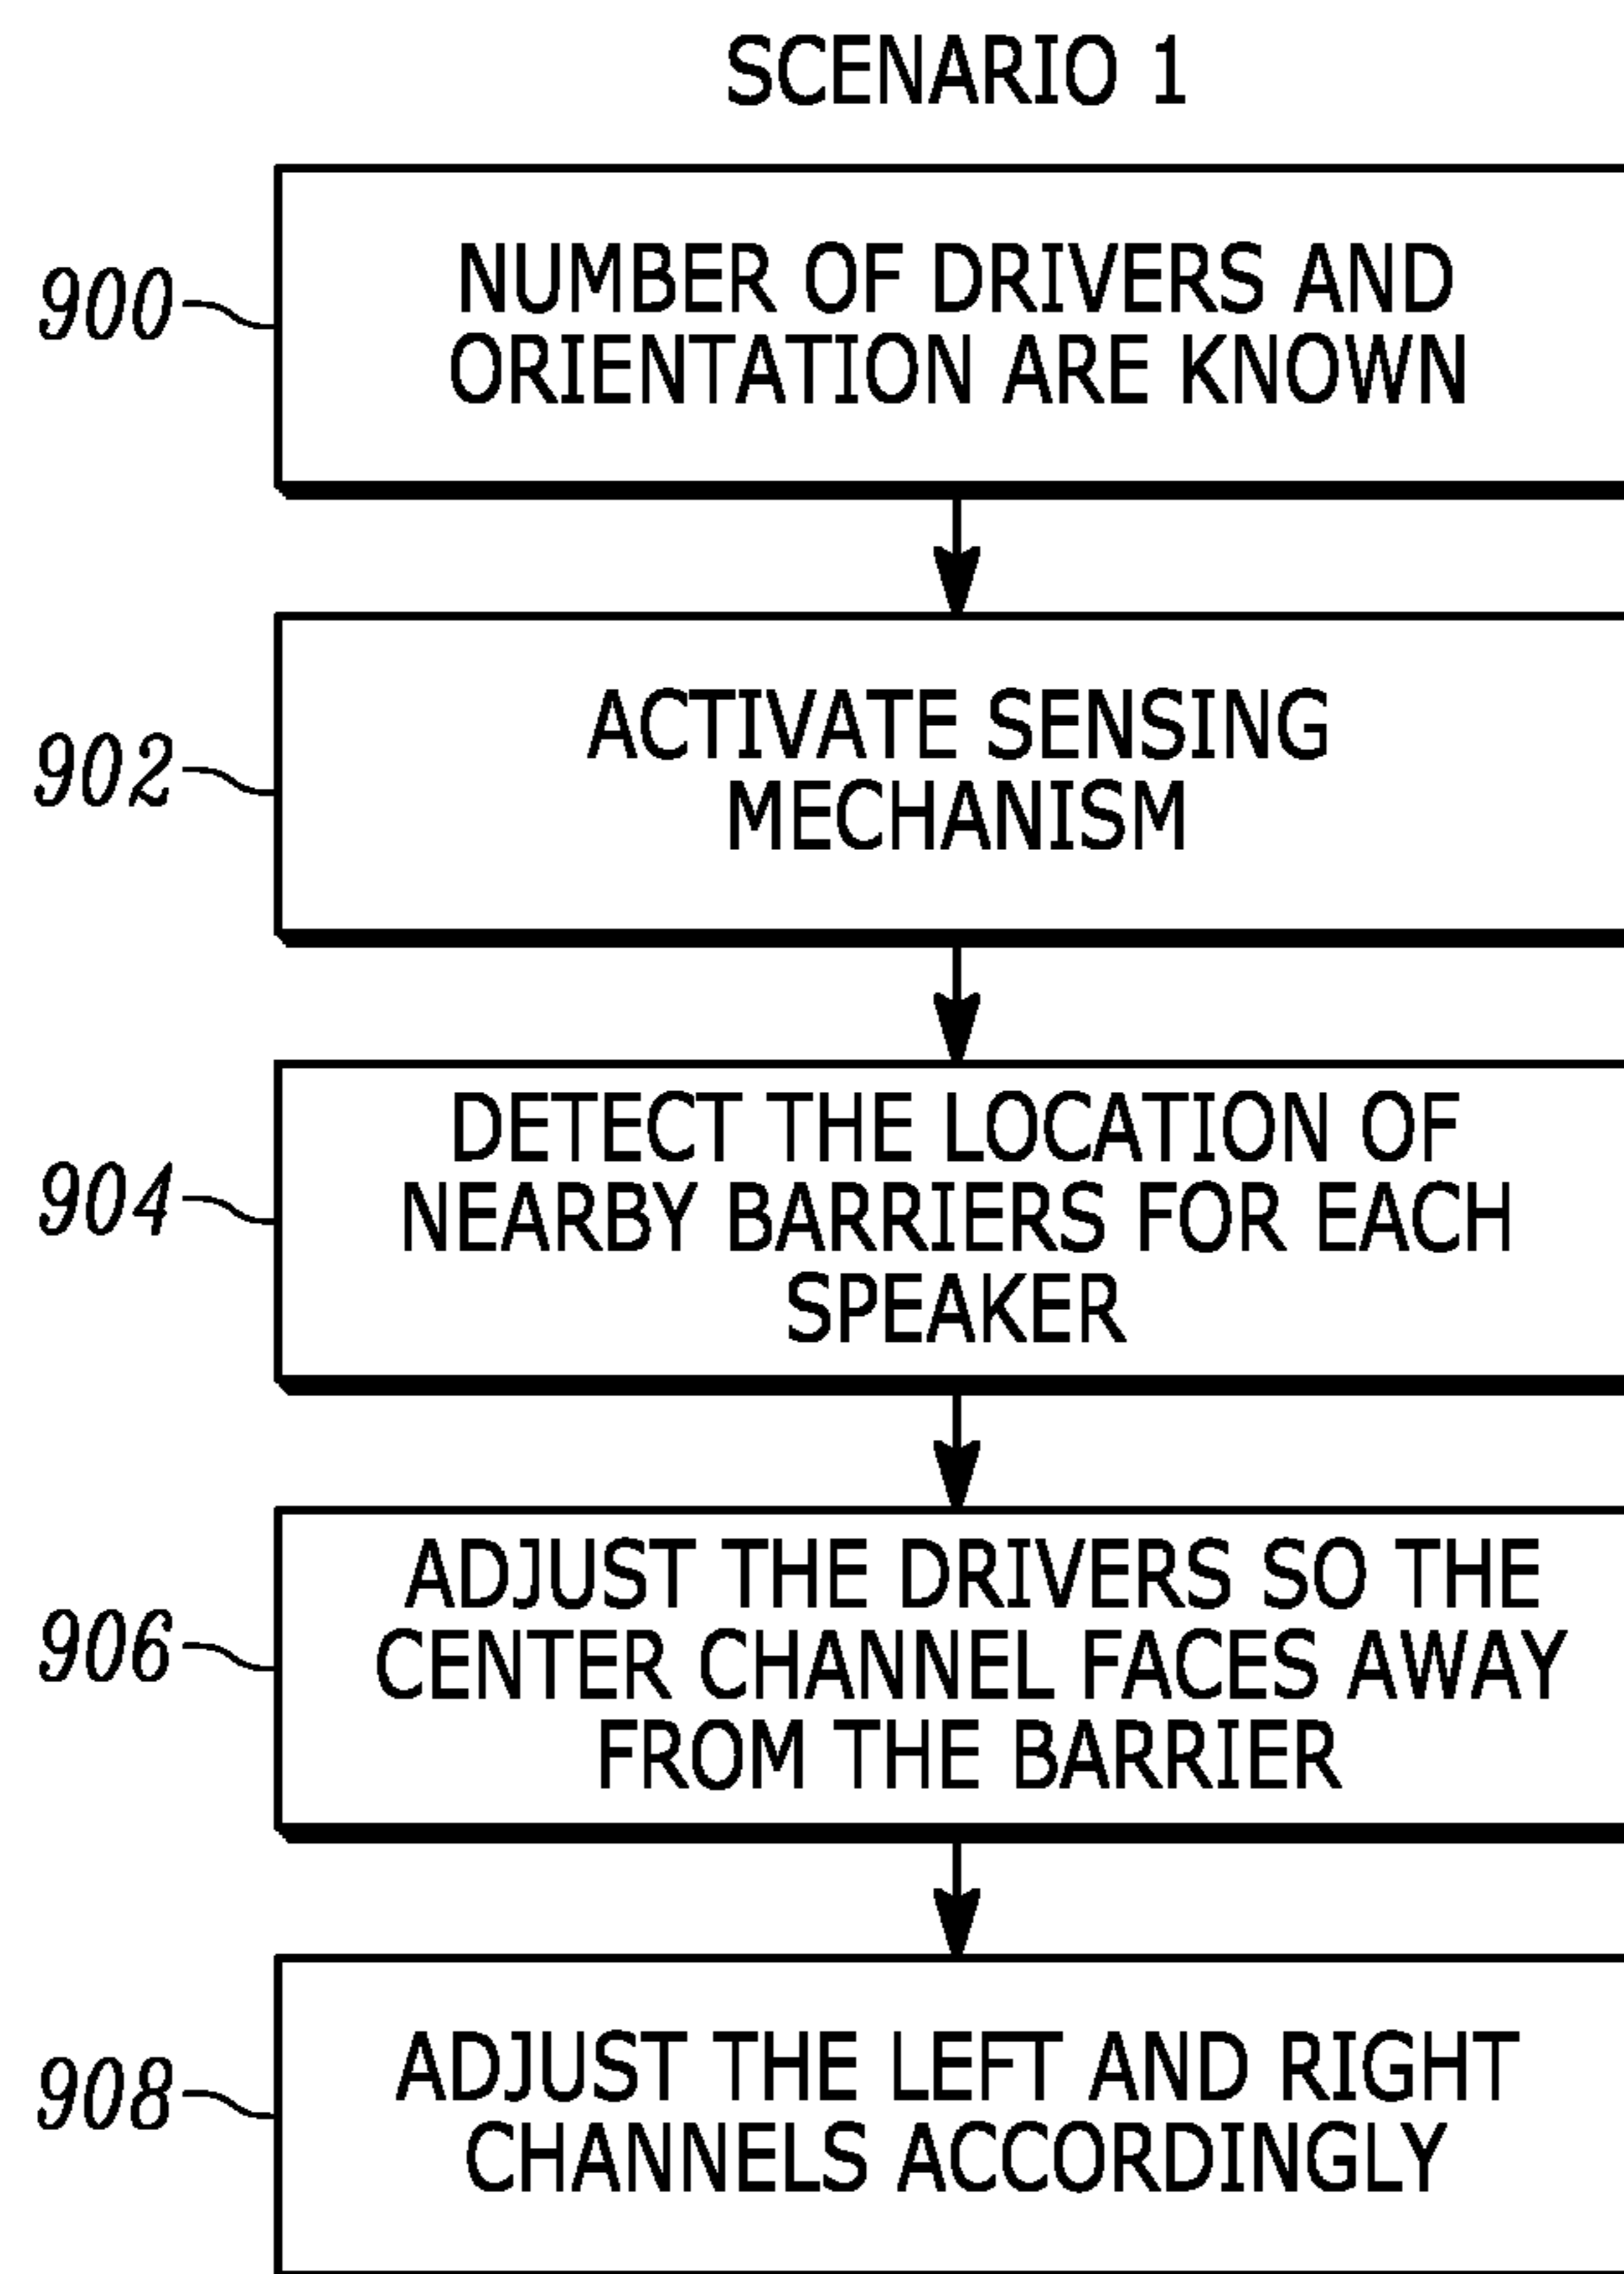 SCENARIO 1
900
NUMBER OF DRIVERS AND
ORIENTATION ARE KNOWN
902
ACTIVATE SENSING
MECHANISM
904
DETECT THE LOCATION OF
NEARBY BARRIERS FOR EACH
SPEAKER
906
ADJUST THE DRIVERS SO THE
CENTER CHANNEL FACES AWAY
FROM THE BARRIER
908
ADJUST THE LEFT AND RIGHT
CHANNELS ACCORDINGLY